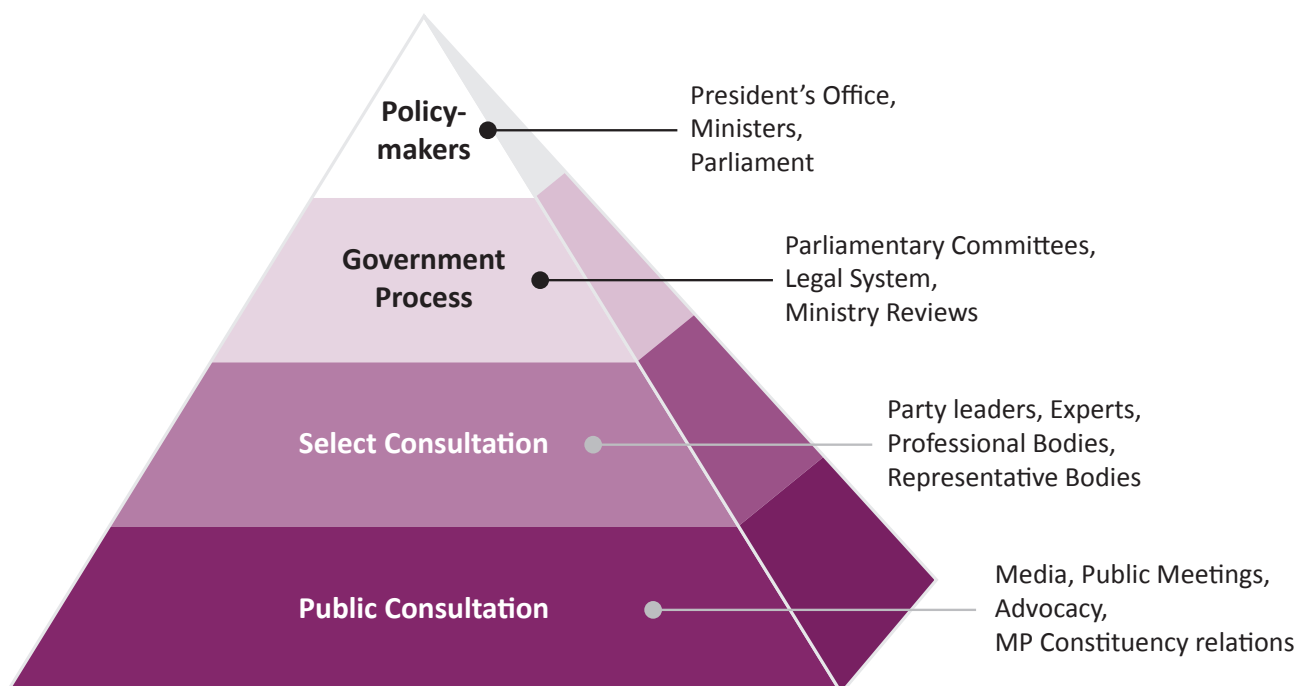 Policy-
makers
President’s Office,
Ministers,
Parliament
Government
Process
Parliamentary Committees,
Legal System,
Ministry Reviews
Select Consultation
Party leaders, Experts,
Professional Bodies,
Representative Bodies
Public Consultation
Media, Public Meetings,
Advocacy,
MP Constituency relations